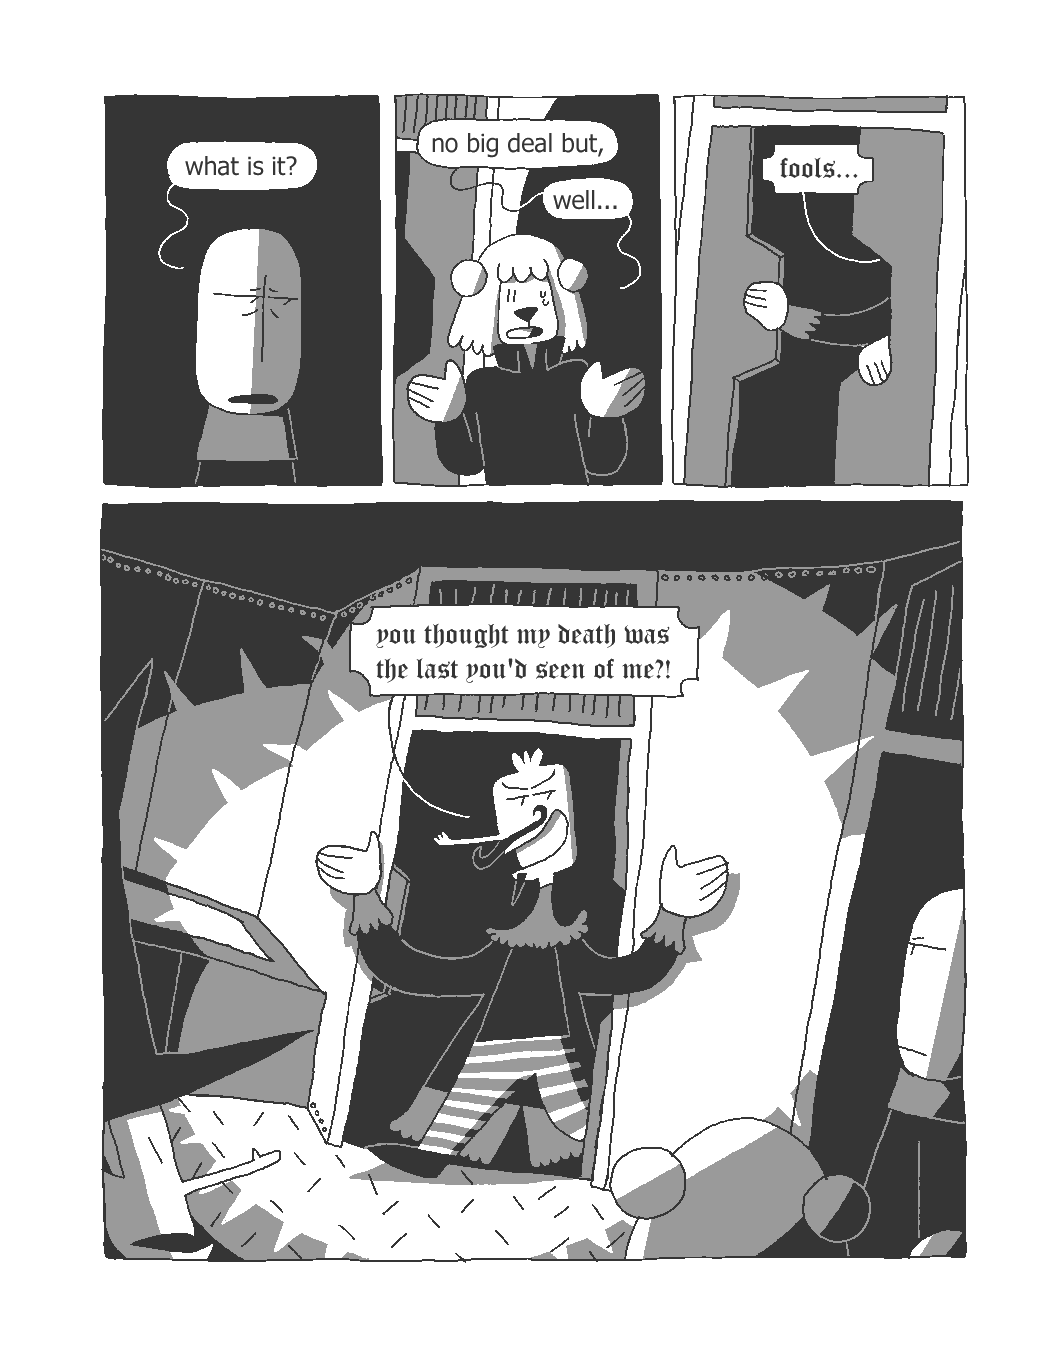 what is it?
no big deal but,
well...
fools...
you thought my death was
the last you'd seen of me?!